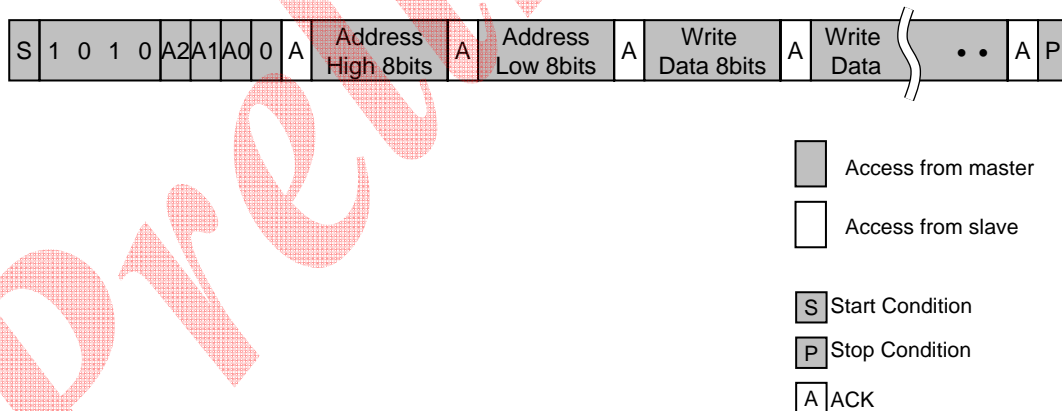 S 1 0 1 0 A2 A1 A0 0 A Address High 8bits A Address Low 8bits A Write Data 8bits A Write Data • • A P
Access from master
Access from slave
S Start Condition
P Stop Condition
A ACK